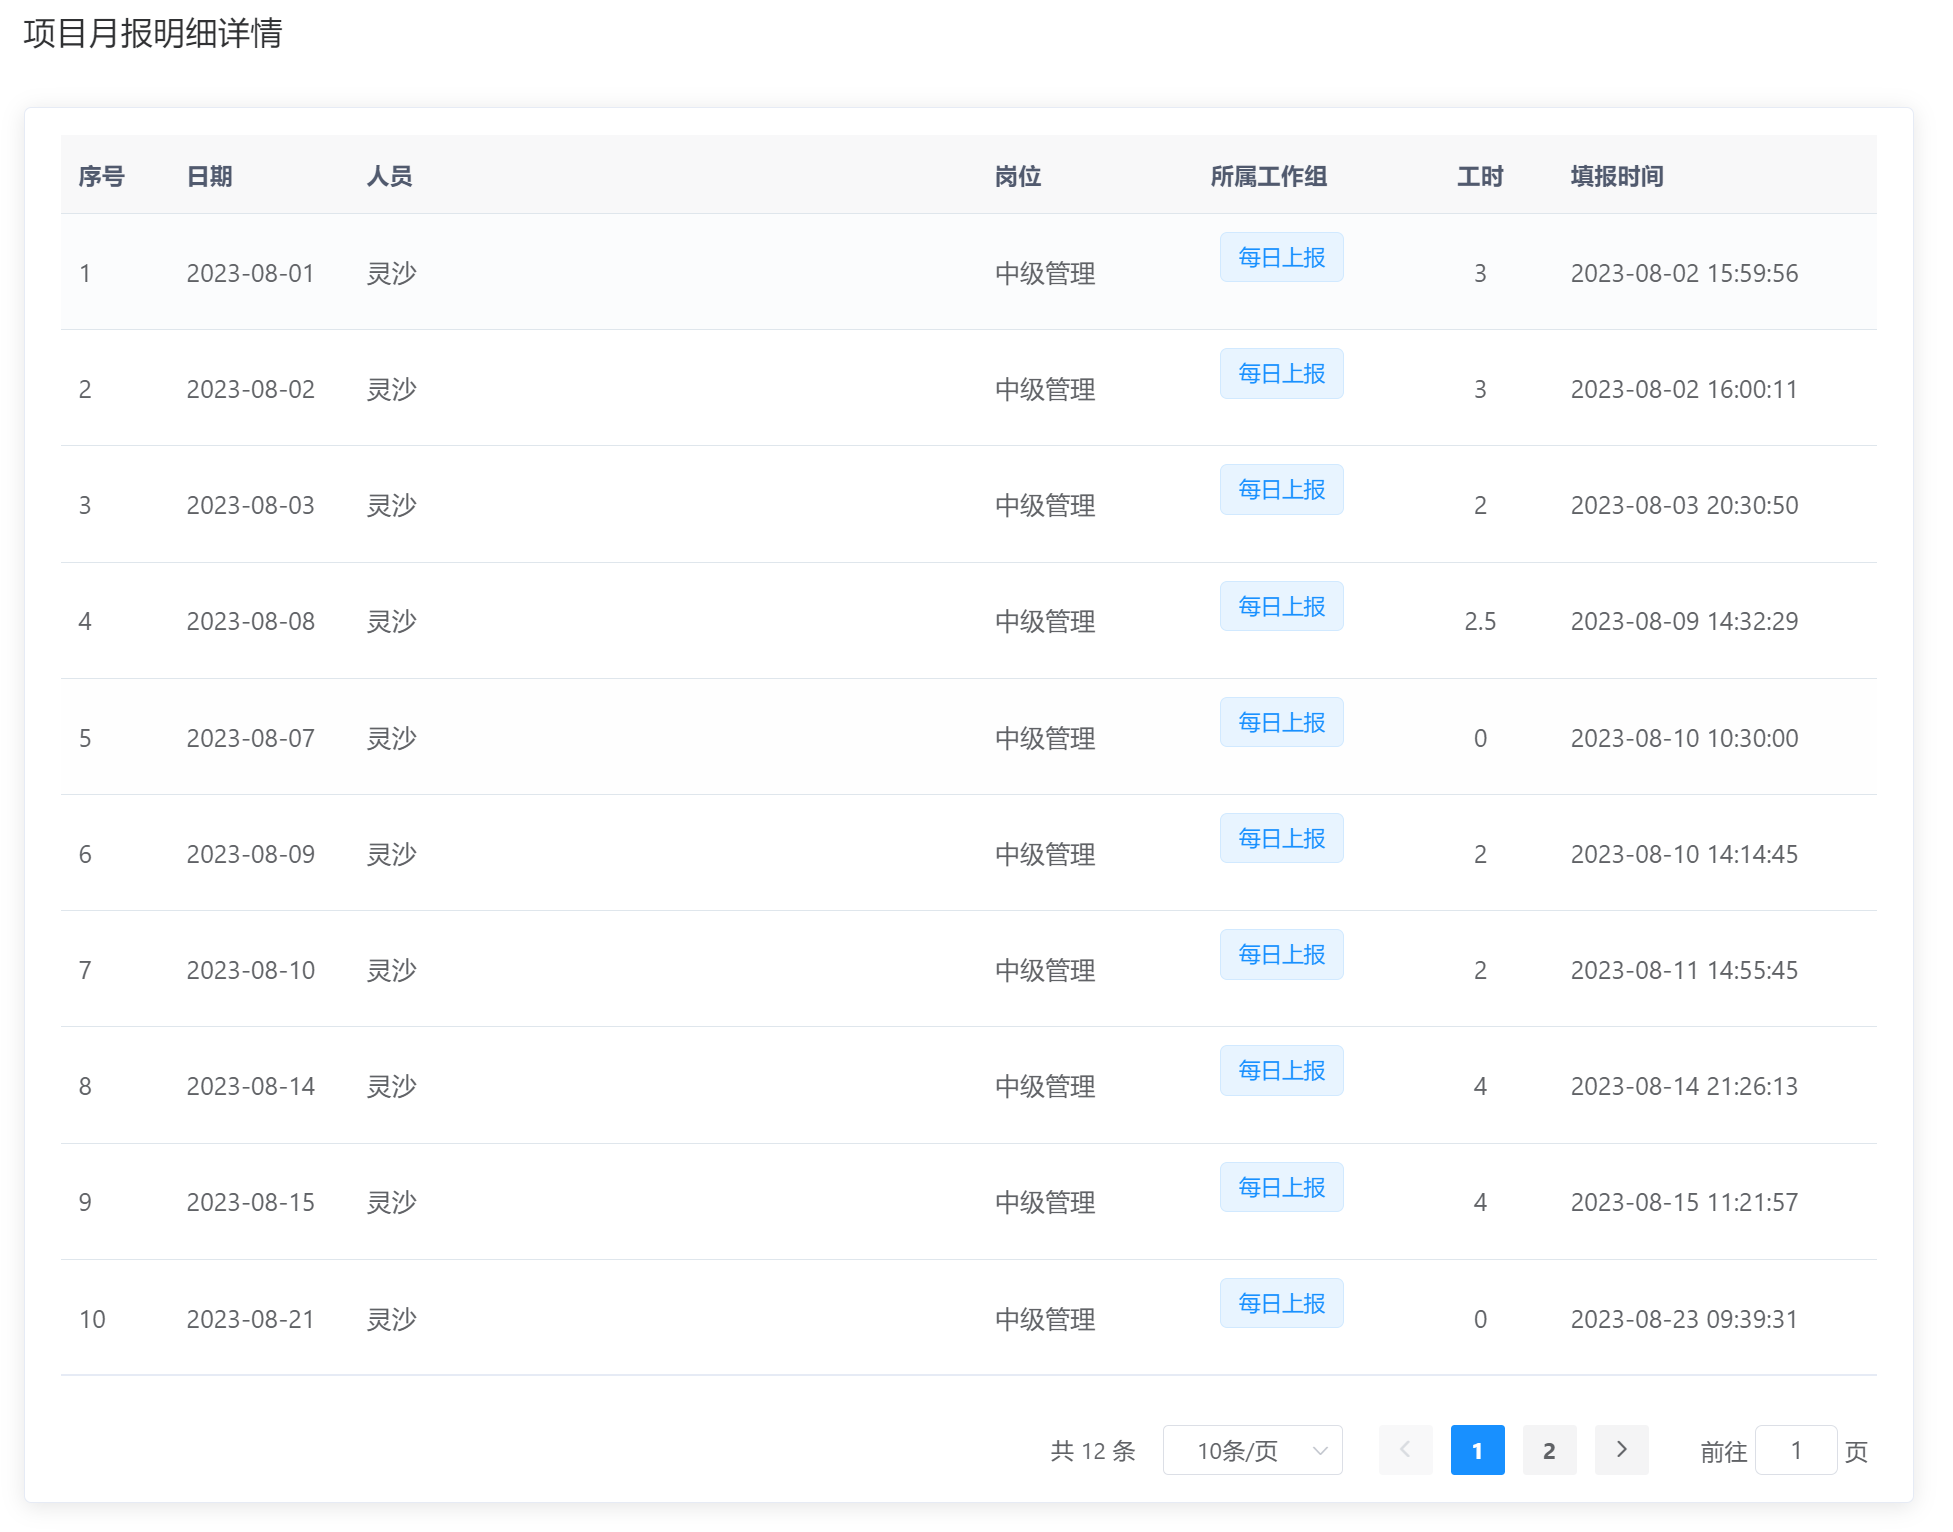 项目月报明细详情
序号 日期 人员 岗位 所属工作组 工时 填报时间
1 2023-08-01 灵沙 中级管理 每日上报 3 2023-08-02 15:59:56
2 2023-08-02 灵沙 中级管理 每日上报 3 2023-08-02 16:00:11
3 2023-08-03 灵沙 中级管理 每日上报 2 2023-08-03 20:30:50
4 2023-08-08 灵沙 中级管理 每日上报 2.5 2023-08-09 14:32:29
5 2023-08-07 灵沙 中级管理 每日上报 0 2023-08-10 10:30:00
6 2023-08-09 灵沙 中级管理 每日上报 2 2023-08-10 14:14:45
7 2023-08-10 灵沙 中级管理 每日上报 2 2023-08-11 14:55:45
8 2023-08-14 灵沙 中级管理 每日上报 4 2023-08-14 21:26:13
9 2023-08-15 灵沙 中级管理 每日上报 4 2023-08-15 11:21:57
10 2023-08-21 灵沙 中级管理 每日上报 0 2023-08-23 09:39:31
共 12 条 10条/页 1 2 前往 1 页